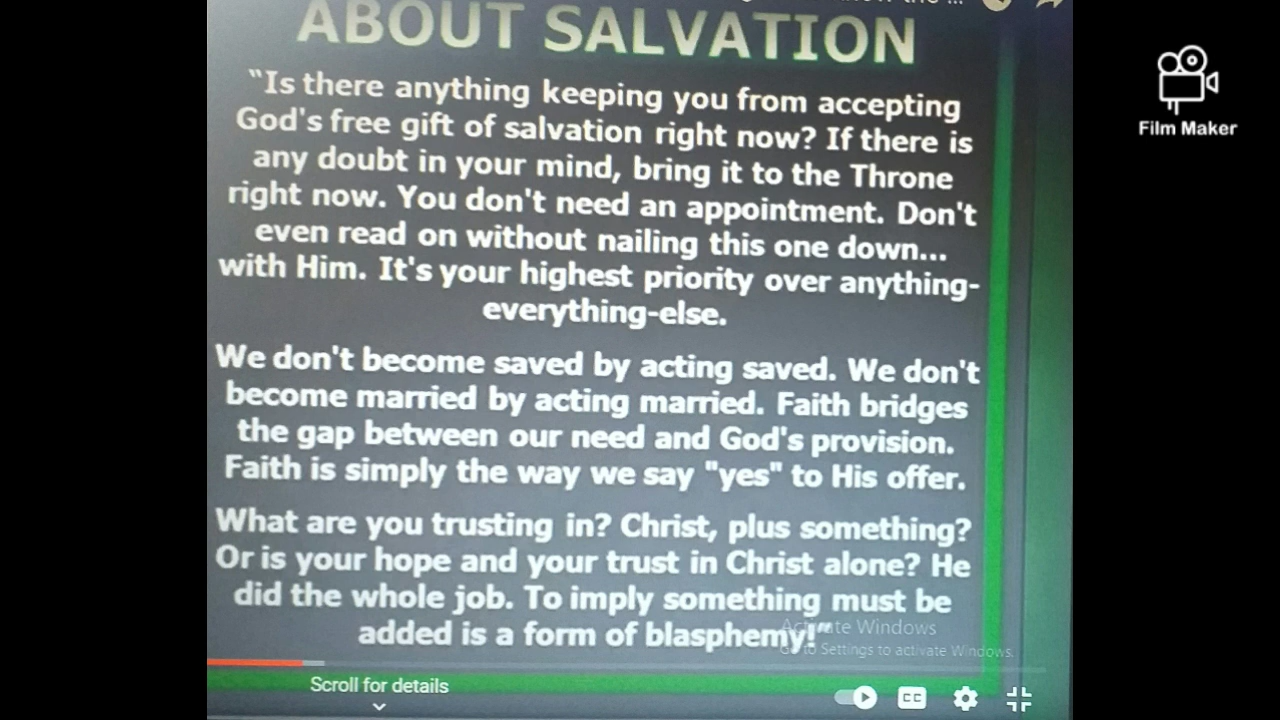 ABOUT SALVATION
"Is there anything keeping you from accepting
God's free gift of salvation right now? If there is
any doubt in your mind, bring it to the Throne
right now. You don't need an appointment. Don't
even read on without nailing this one down...
with Him. It's your highest priority over anything-
everything-else.
We don't become saved by acting saved. We don't
become married by acting married. Faith bridges
the gap between our need and God's provision.
Faith is simply the way we say "yes" to His offer.
What are you trusting in? Christ, plus something?
Or is your hope and your trust in Christ alone? He
did the whole job. To imply something must be
added is a form of blasphemy!"
Activate Windows
Go to Settings to activate Windows.
Scroll for details
CC
Film Maker